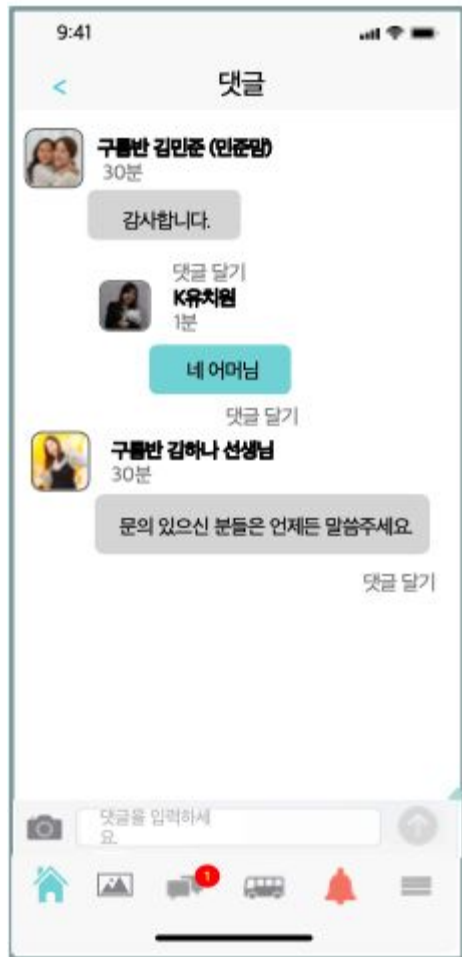 9:41
<
댓글
구름반 김민준 (민준맘)
30분
감사합니다.
댓글 달기
K유치원
1분
네 어머님
댓글 달기
구름반 김하나 선생님
30분
문의 있으신 분들은 언제든 말씀주세요.
댓글 달기
댓글을 입력하세
요.
1